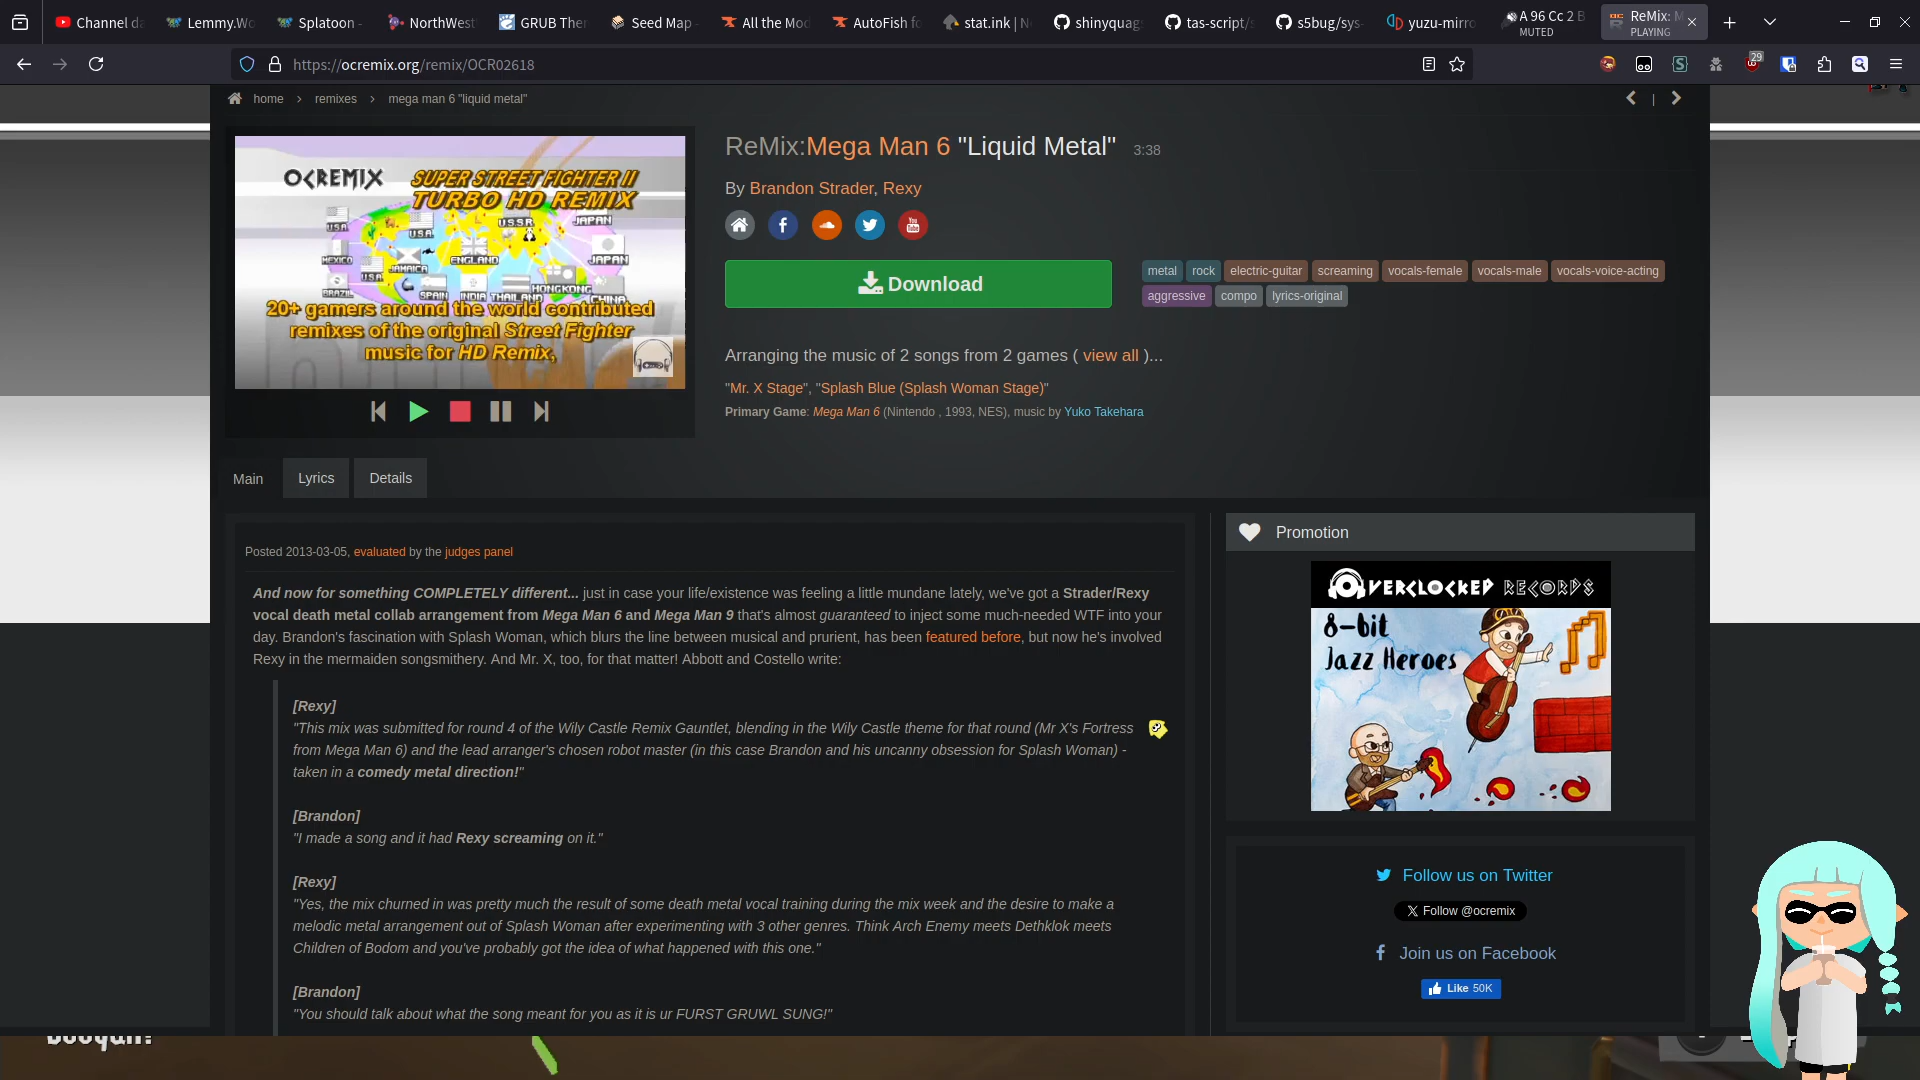 Channel da
Lemmy.Wo
Splatoon -
NorthWest
GRUB The
Seed Map -
All the Mod
AutoFish fo
stat.ink | N
shinyquag
tas-script/s
s5bug/sys-
yuzu-mirro
A 96 Cc 2 B
MUTED
ReMix: M
PLAYING
https://ocremix.org/remix/OCR02618
29
home > remixes > mega man 6 "liquid metal"
|
OCREMIX
SUPER STREET FIGHTER II
TURBO HD REMIX
U.S.A
U.S.A
U.S.S.R
JAPAN
MEXICO
U.S.A
JAMAICA
ENGLAND
JAPAN
BRAZIL
SPAIN
INDIA
THAILAND
HONGKONG
CHINA
20+ gamers around the world contributed
remixes of the original Street Fighter
music for HD Remix,
ReMix:Mega Man 6 "Liquid Metal" 3:38
By Brandon Strader, Rexy
You
Download
metal rock electric-guitar screaming vocals-female vocals-male vocals-voice-acting
aggressive compo lyrics-original
Arranging the music of 2 songs from 2 games ( view all )...
"Mr. X Stage", "Splash Blue (Splash Woman Stage)"
Primary Game: Mega Man 6 (Nintendo , 1993, NES), music by Yuko Takehara
Main
Lyrics
Details
Posted 2013-03-05, evaluated by the judges panel
And now for something COMPLETELY different... just in case your life/existence was feeling a little mundane lately, we've got a Strader/Rexy
vocal death metal collab arrangement from Mega Man 6 and Mega Man 9 that's almost guaranteed to inject some much-needed WTF into your
day. Brandon's fascination with Splash Woman, which blurs the line between musical and prurient, has been featured before, but now he's involved
Rexy in the mermaiden songsmithery. And Mr. X, too, for that matter! Abbott and Costello write:
[Rexy]
"This mix was submitted for round 4 of the Wily Castle Remix Gauntlet, blending in the Wily Castle theme for that round (Mr X's Fortress
from Mega Man 6) and the lead arranger's chosen robot master (in this case Brandon and his uncanny obsession for Splash Woman) -
taken in a comedy metal direction!"
[Brandon]
"I made a song and it had Rexy screaming on it."
[Rexy]
"Yes, the mix churned in was pretty much the result of some death metal vocal training during the mix week and the desire to make a
melodic metal arrangement out of Splash Woman after experimenting with 3 other genres. Think Arch Enemy meets Dethklok meets
Children of Bodom and you've probably got the idea of what happened with this one."
[Brandon]
"You should talk about what the song meant for you as it is ur FURST GRUWL SUNG!"
Promotion
OVERCLOCKED RECORDS
8-bit
Jazz Heroes
Follow us on Twitter
Follow @ocremix
Join us on Facebook
Like 50K